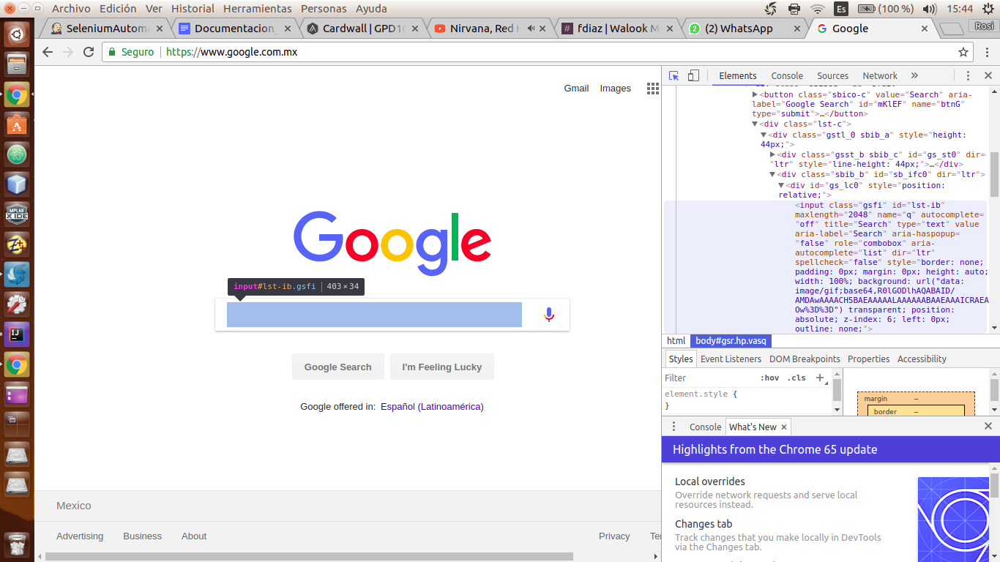 Archivo Edición Ver Historial Herramientas Personas Ayuda
Es (100 %) 15:44
SeleniumAutoma
Documentacion_
Cardwall | GPD10
Nirvana, Red H
fdiaz | Walook M
(2) WhatsApp
Google
Rosi
Seguro
https://www.google.com.mx
Gmail Images
Google
input#lst-ib.gsfi 403 × 34
Google Search I'm Feeling Lucky
Google offered in: Español (Latinoamérica)
Mexico
Advertising Business About Privacy Te
Elements Console Sources Network »
<button class="sbico-c" value="Search" aria-
label="Google Search" id="mKlEF" name="btnG"
type="submit">…</button>
<div class="lst-c">
<div class="gstl_0 sbib_a" style="height:
44px;">
<div class="gsst_b sbib_c" id="gs_st0" dir=
"ltr" style="line-height: 44px;">…</div>
<div class="sbib_b" id="sb_ifc0" dir="ltr">
<div id="gs_lc0" style="position:
relative;">
<input class="gsfi" id="lst-ib"
maxlength="2048" name="q" autocomplete=
"off" title="Search" type="text" value
aria-label="Search" aria-haspopup=
"false" role="combobox" aria-
autocomplete="list" dir="ltr"
spellcheck="false" style="border: none;
padding: 0px; margin: 0px; height: auto;
width: 100%; background: url("data:
image/gif;base64,R0lGODlhAQABAID/
AMDAwAAAACH5BAEAAAAALAAAAAABAAEAAAICRAEA
Ow%3D%3D") transparent; position:
absolute; z-index: 6; left: 0px;
outline: none;">
html body#gsr.hp.vasq
Styles Event Listeners DOM Breakpoints Properties Accessibility
Filter :hov .cls +
element.style {
}
margin –
border –
Console What's New ×
Highlights from the Chrome 65 update
Local overrides
Override network requests and serve local
resources instead.
Changes tab
Track changes that you make locally in DevTools
via the Changes tab.